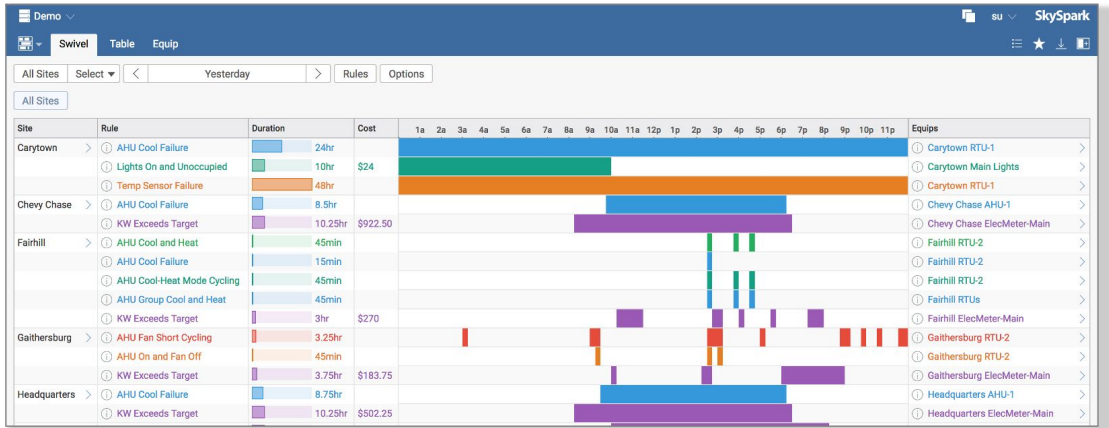 Demo su SkySpark
Swivel Table Equip
All Sites Select Yesterday Rules Options
All Sites
Site Rule Duration Cost 1a 2a 3a 4a 5a 6a 7a 8a 9a 10a 11a 12p 1p 2p 3p 4p 5p 6p 7p 8p 9p 10p 11p Equips
Carytown AHU Cool Failure 24hr Carytown RTU-1
Lights On and Unoccupied 10hr $24 Carytown Main Lights
Temp Sensor Failure 48hr Carytown RTU-1
Chevy Chase AHU Cool Failure 8.5hr Chevy Chase AHU-1
KW Exceeds Target 10.25hr $922.50 Chevy Chase ElecMeter-Main
Fairhill AHU Cool and Heat 45min Fairhill RTU-2
AHU Cool Failure 15min Fairhill RTU-2
AHU Cool-Heat Mode Cycling 45min Fairhill RTU-2
AHU Group Cool and Heat 45min Fairhill RTUs
KW Exceeds Target 3hr $270 Fairhill ElecMeter-Main
Gaithersburg AHU Fan Short Cycling 3.25hr Gaithersburg RTU-2
AHU On and Fan Off 45min Gaithersburg RTU-2
KW Exceeds Target 3.75hr $183.75 Gaithersburg ElecMeter-Main
Headquarters AHU Cool Failure 8.75hr Headquarters AHU-1
KW Exceeds Target 10.25hr $502.25 Headquarters ElecMeter-Main